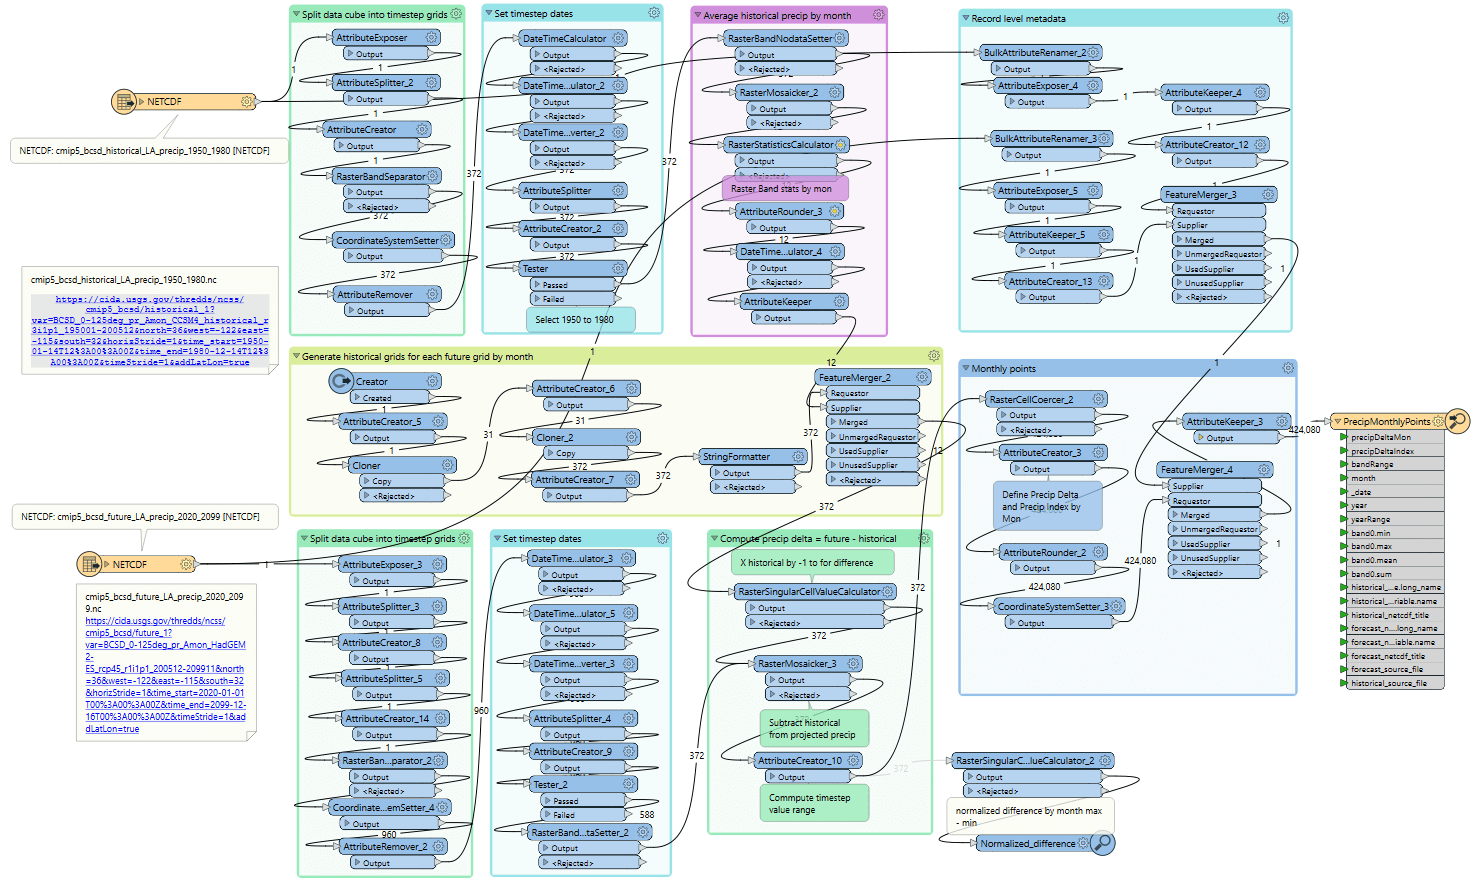 Split data cube into timestep grids
AttributeExposer
Output
1
AttributeSplitter_2
Output
1
AttributeCreator
Output
1
RasterBandSeparator
Output
<Rejected>
372
CoordinateSystemSetter
Output
372
AttributeRemover
Output
1
NETCDF
NETCDF: cmip5_bcsd_historical_LA_precip_1950_1980 [NETCDF]
372
Set timestep dates
DateTimeCalculator
Output
<Rejected>
DateTime...ulator_2
Output
<Rejected>
DateTime...verter_2
Output
<Rejected>
AttributeSplitter
Output
372
AttributeCreator_2
Output
372
Tester
Passed
Failed
Select 1950 to 1980
1
372
Average historical precip by month
RasterBandNodataSetter
Output
<Rejected>
372
RasterMosaicker_2
Output
<Rejected>
RasterStatisticsCalculator
Output
<Rejected>
Raster Band stats by mon
AttributeRounder_3
Output
12
DateTime...ulator_4
Output
<Rejected>
AttributeKeeper
Output
12
Record level metadata
BulkAttributeRenamer_2
Output
AttributeExposer_4
Output
1
BulkAttributeRenamer_3
Output
AttributeExposer_5
Output
1
AttributeKeeper_5
Output
1
AttributeCreator_13
Output
1
AttributeKeeper_4
Output
1
AttributeCreator_12
Output
1
FeatureMerger_3
Requestor
Supplier
Merged
UnmergedRequestor
UsedSupplier
UnusedSupplier
<Rejected>
1
1
cmip5_bcsd_historical_LA_precip_1950_1980.nc
https://cida.usgs.gov/thredds/ncss/
cmip5_bcsd/historical_1?
var=BCSD_0-125deg_pr_Amon_CCSM4_historical_r
3i1p1_195001-200512&north=36&west=-122&east=
-115&south=32&horizStride=1&time_start=1950-
01-14T12%3A00%3A00Z&time_end=1980-12-14T12%3
A00%3A00Z&timeStride=1&addLatLon=true
Generate historical grids for each future grid by month
Creator
Created
1
AttributeCreator_5
Output
1
Cloner
Copy
<Rejected>
31
1
AttributeCreator_6
Output
31
Cloner_2
Copy
372
AttributeCreator_7
Output
372
StringFormatter
Output
<Rejected>
372
FeatureMerger_2
Requestor
Supplier
Merged
UnmergedRequestor
UsedSupplier
UnusedSupplier
<Rejected>
12
372
Monthly points
RasterCellCoercer_2
Output
<Rejected>
424,080
AttributeCreator_3
Output
Define Precip Delta
and Precip Index by
Mon
AttributeRounder_2
Output
424,080
CoordinateSystemSetter_3
Output
424,080
AttributeKeeper_3
Output
FeatureMerger_4
Supplier
Requestor
Merged
UnmergedRequestor
UsedSupplier
UnusedSupplier
<Rejected>
1
424,080
PrecipMonthlyPoints
precipDeltaMon
precipDeltaIndex
bandRange
month
_date
year
yearRange
band0.min
band0.max
band0.mean
band0.sum
historical_...e.long_name
historical_...riable.name
historical_netcdf_title
forecast_n...long_name
forecast_n...iable.name
forecast_netcdf_title
forecast_source_file
historical_source_file
NETCDF: cmip5_bcsd_future_LA_precip_2020_2099 [NETCDF]
NETCDF
1
cmip5_bcsd_future_LA_precip_2020_209
9.nc
https://cida.usgs.gov/thredds/ncss/
cmip5_bcsd/future_1?
var=BCSD_0-125deg_pr_Amon_HadGEM
2-
ES_rcp45_r1i1p1_200512-209911&north
=36&west=-122&east=-115&south=32
&horizStride=1&time_start=2020-01-01
T00%3A00%3A00Z&time_end=2099-12-
16T00%3A00%3A00Z&timeStride=1&ad
dLatLon=true
Split data cube into timestep grids
AttributeExposer_3
Output
1
AttributeSplitter_3
Output
1
AttributeCreator_8
Output
1
AttributeSplitter_5
Output
1
AttributeCreator_14
Output
1
RasterBan...parator_2
Output
<Rejected>
Coordinate...emSetter_4
Output
960
AttributeRemover_2
Output
960
Set timestep dates
DateTime...ulator_3
Output
<Rejected>
DateTime...ulator_5
Output
<Rejected>
DateTime...verter_3
Output
<Rejected>
AttributeSplitter_4
Output
AttributeCreator_9
Output
Tester_2
Passed
Failed
588
RasterBand...taSetter_2
Output
<Rejected>
372
Compute precip delta = future - historical
X historical by -1 to for difference
RasterSingularCellValueCalculator
Output
<Rejected>
372
RasterMosaicker_3
Output
<Rejected>
372
Subtract historical
from projected precip
AttributeCreator_10
Output
Commpute timestep
value range
372
372
RasterSingularC...lueCalculator_2
Output
<Rejected>
normalized difference by month max
- min
Normalized_difference